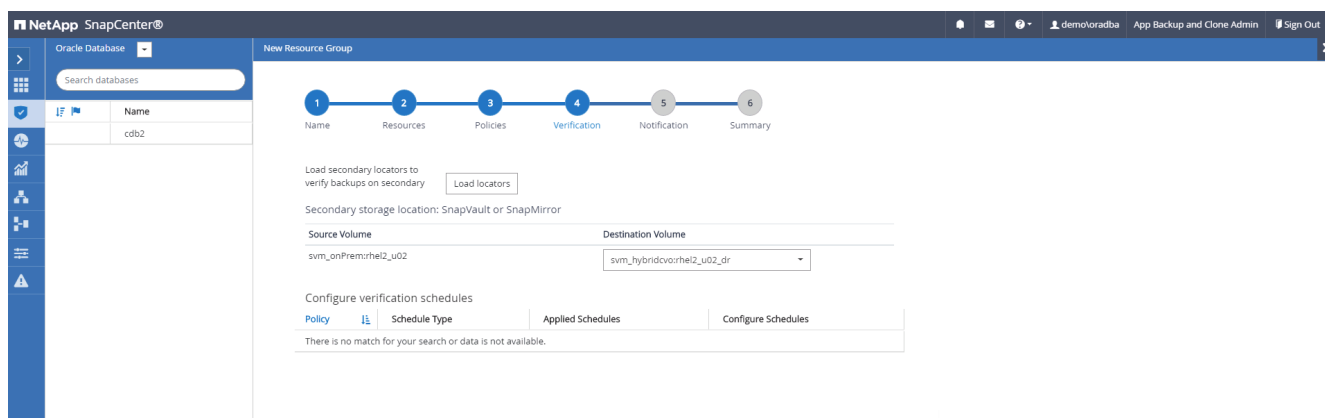 NetApp SnapCenter®
demo\oradba
App Backup and Clone Admin
Sign Out
Oracle Database
New Resource Group
Search databases
Name
cdb2
1
2
3
4
5
6
Name
Resources
Policies
Verification
Notification
Summary
Load secondary locators to
verify backups on secondary
Load locators
Secondary storage location: SnapVault or SnapMirror
Source Volume
Destination Volume
svm_onPrem:rhel2_u02
svm_hybridcvo:rhel2_u02_dr
Configure verification schedules
Policy
Schedule Type
Applied Schedules
Configure Schedules
There is no match for your search or data is not available.